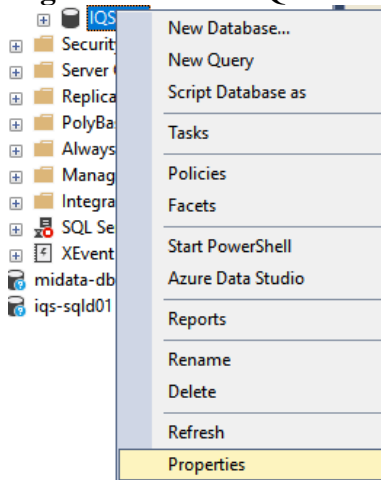 IQS
Security
Server
Replica
PolyBa
Always
Manag
Integra
SQL Se
XEvent
midata-db
iqs-sqld01
New Database...
New Query
Script Database as
Tasks
Policies
Facets
Start PowerShell
Azure Data Studio
Reports
Rename
Delete
Refresh
Properties